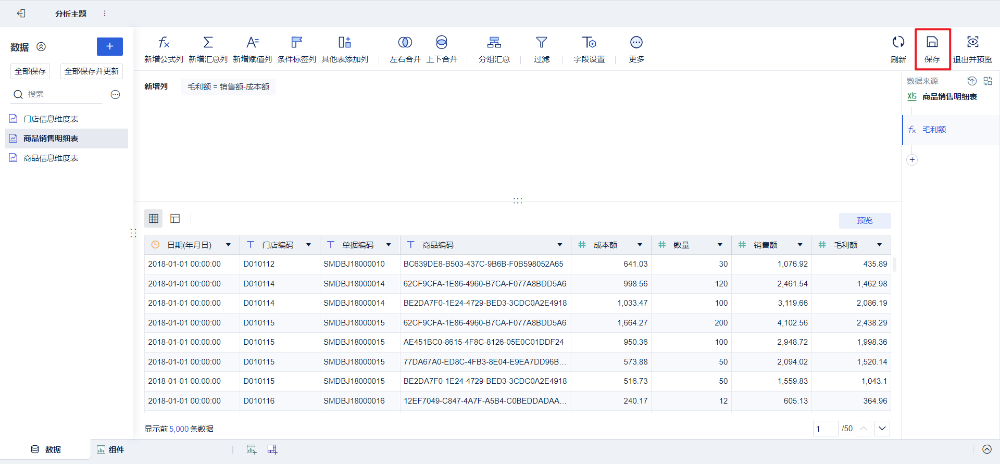 分析主题
数据
+
全部保存
全部保存并更新
搜索
门店信息维度表
商品销售明细表
商品信息维度表
新增公式列
新增汇总列
新增赋值列
条件标签列
其他表添加列
左右合并
上下合并
分组汇总
过滤
字段设置
更多
刷新
保存
退出并预览
新增列
毛利额 = 销售额-成本额
数据来源
商品销售明细表
毛利额
预览
日期(年月日) 门店编码 单据编码 商品编码 成本额 数量 销售额 毛利额
2018-01-01 00:00:00 D010112 SMDBJ18000010 BC639DE8-B503-437C-9B6B-F0B598052A65 641.03 30 1,076.92 435.89
2018-01-01 00:00:00 D010114 SMDBJ18000014 62CF9CFA-1E86-4960-B7CA-F077A8BDD5A6 998.56 120 2,461.54 1,462.98
2018-01-01 00:00:00 D010114 SMDBJ18000014 BE2DA7F0-1E24-4729-BED3-3CDC0A2E4918 1,033.47 100 3,119.66 2,086.19
2018-01-01 00:00:00 D010115 SMDBJ18000015 62CF9CFA-1E86-4960-B7CA-F077A8BDD5A6 1,664.27 200 4,102.56 2,438.29
2018-01-01 00:00:00 D010115 SMDBJ18000015 AE451BC0-8615-4F8C-8126-05E0C01DDF24 950.36 100 2,948.72 1,998.36
2018-01-01 00:00:00 D010115 SMDBJ18000015 77DA67A0-ED8C-4FB3-8E04-E9EA7DD96B... 573.88 50 2,094.02 1,520.14
2018-01-01 00:00:00 D010115 SMDBJ18000015 BE2DA7F0-1E24-4729-BED3-3CDC0A2E4918 516.73 50 1,559.83 1,043.1
2018-01-01 00:00:00 D010116 SMDBJ18000016 12EF7049-C847-4A7F-A5B4-C0BEDDADAA... 240.17 12 605.13 364.96
显示前 5,000 条数据
1 /50
数据
组件